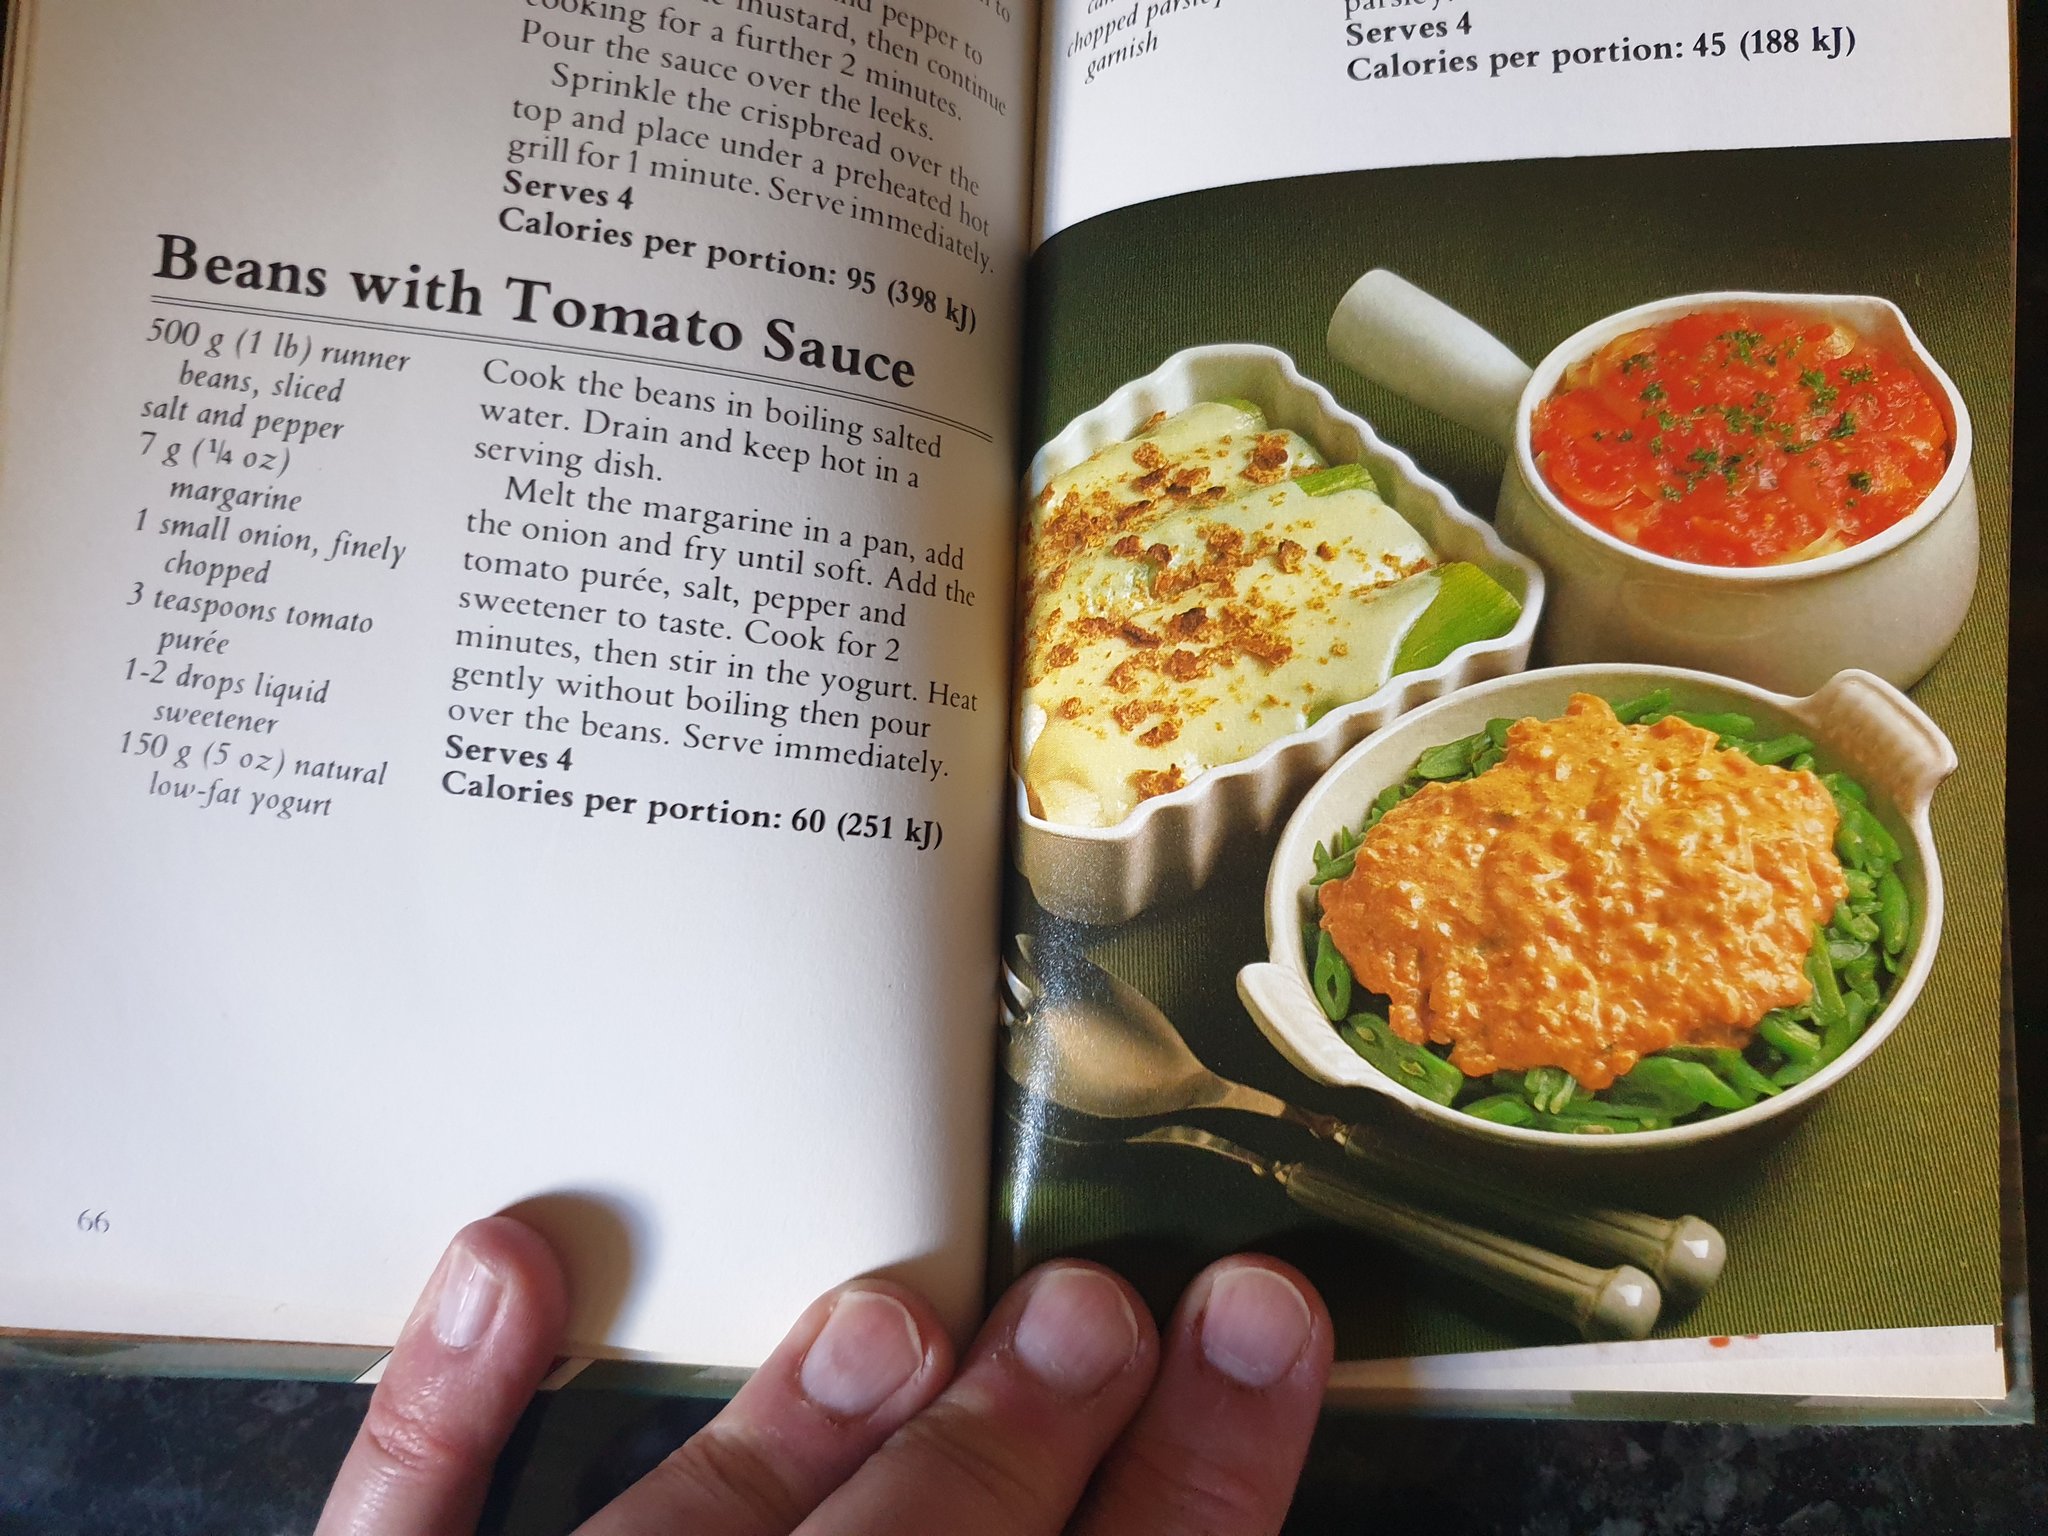 pepper to
mustard, then continue
cooking for a further 2 minutes.
Pour the sauce over the leeks.
Sprinkle the crispbread over the
top and place under a preheated hot
grill for 1 minute. Serve immediately.
Serves 4
Calories per portion: 95 (398 kJ)
Beans with Tomato Sauce
500 g (1 lb) runner
beans, sliced
salt and pepper
7 g (¼ oz)
margarine
1 small onion, finely
chopped
3 teaspoons tomato
purée
1-2 drops liquid
sweetener
150 g (5 oz) natural
low-fat yogurt
Cook the beans in boiling salted
water. Drain and keep hot in a
serving dish.
Melt the margarine in a pan, add
the onion and fry until soft. Add the
tomato purée, salt, pepper and
sweetener to taste. Cook for 2
minutes, then stir in the yogurt. Heat
gently without boiling then pour
over the beans. Serve immediately.
Serves 4
Calories per portion: 60 (251 kJ)
66
chopped parsley
garnish
parsley.
Serves 4
Calories per portion: 45 (188 kJ)